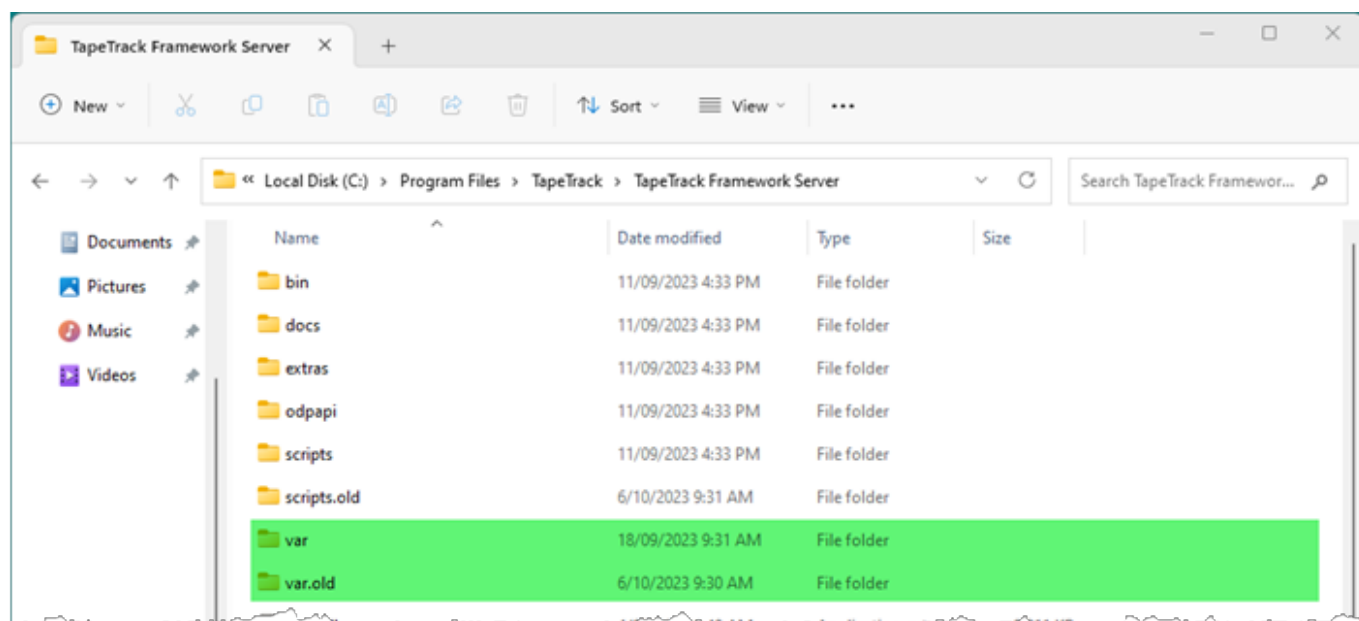 TapeTrack Framework Server
New Sort View
« Local Disk (C:) > Program Files > TapeTrack > TapeTrack Framework Server Search TapeTrack Framewor...
Documents
Pictures
Music
Videos
Name Date modified Type Size
bin 11/09/2023 4:33 PM File folder
docs 11/09/2023 4:33 PM File folder
extras 11/09/2023 4:33 PM File folder
odpapi 11/09/2023 4:33 PM File folder
scripts 11/09/2023 4:33 PM File folder
scripts.old 6/10/2023 9:31 AM File folder
var 18/09/2023 9:31 AM File folder
var.old 6/10/2023 9:30 AM File folder